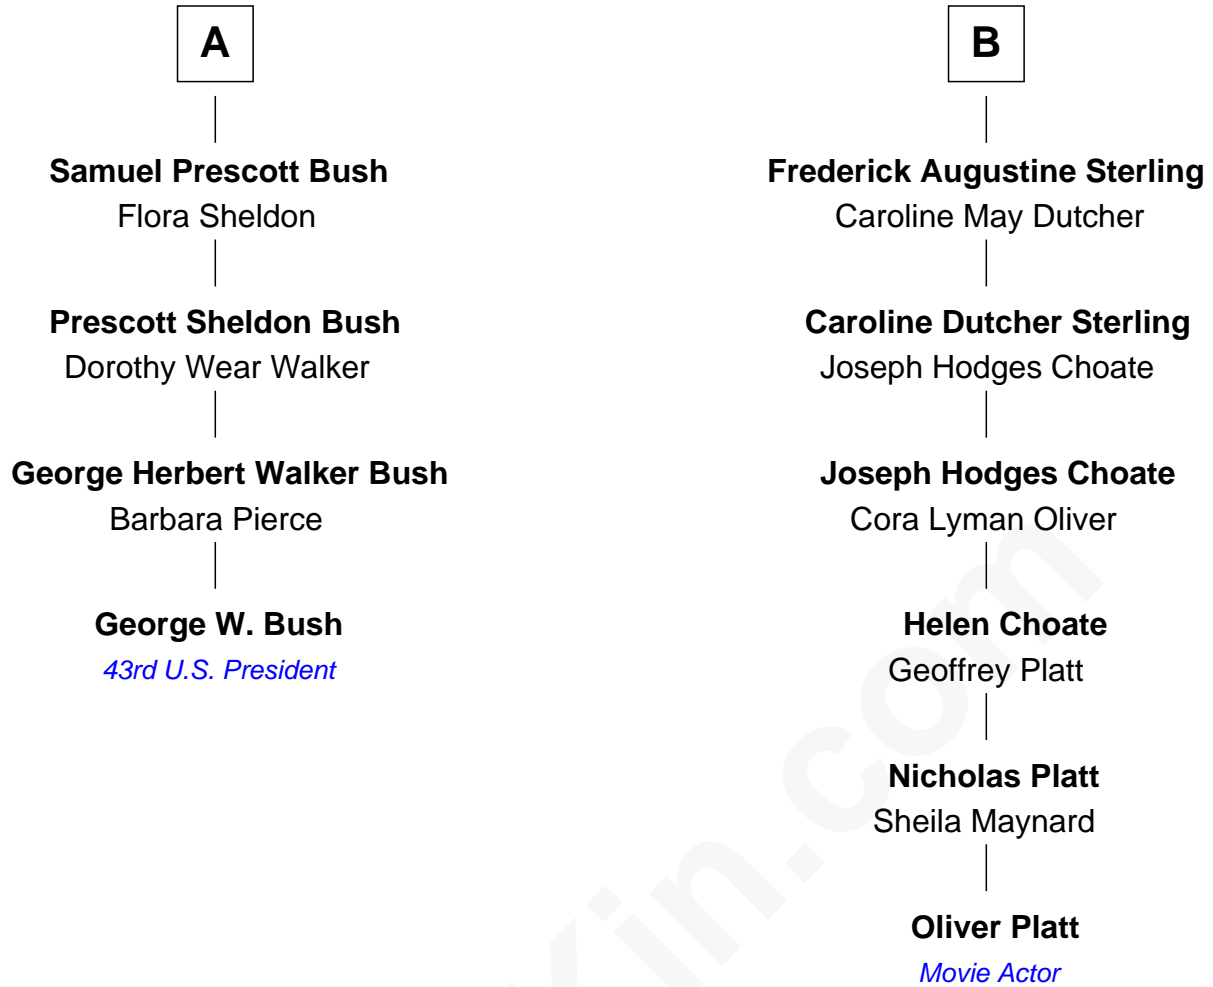 A
Samuel Prescott Bush
Flora Sheldon
Prescott Sheldon Bush
Dorothy Wear Walker
George Herbert Walker Bush
Barbara Pierce
George W. Bush
43rd U.S. President
B
Frederick Augustine Sterling
Caroline May Dutcher
Caroline Dutcher Sterling
Joseph Hodges Choate
Joseph Hodges Choate
Cora Lyman Oliver
Helen Choate
Geoffrey Platt
Nicholas Platt
Sheila Maynard
Oliver Platt
Movie Actor